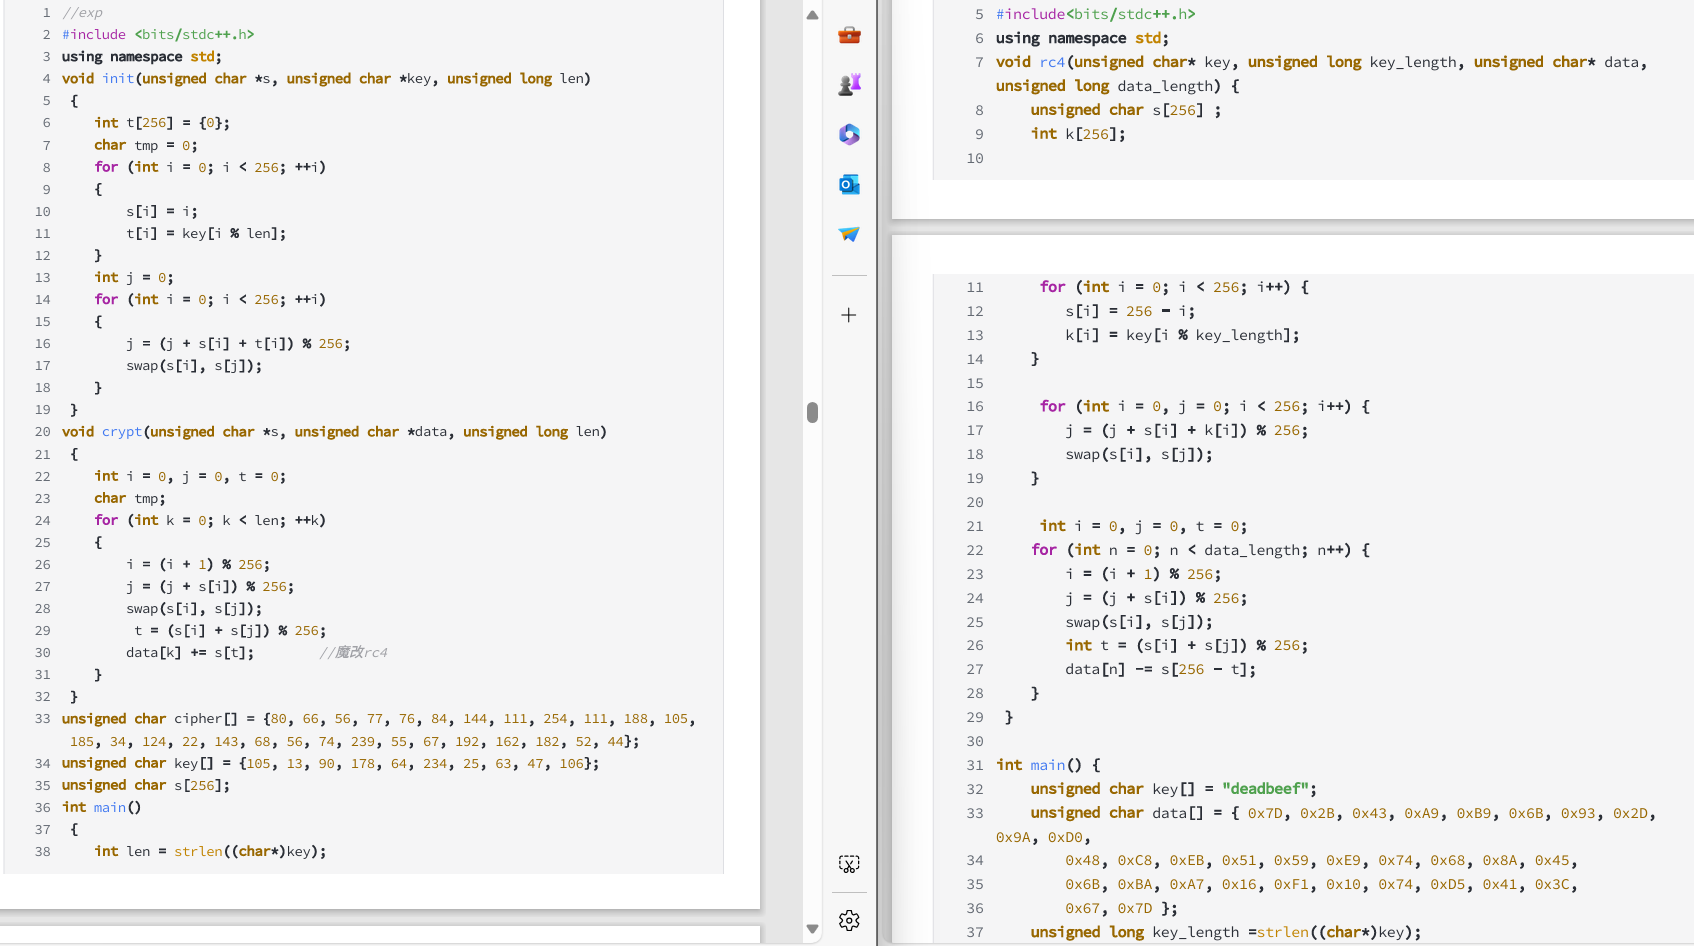 1 //exp
2 #include <bits/stdc++.h>
3 using namespace std;
4 void init(unsigned char *s, unsigned char *key, unsigned long len)
5 {
6 int t[256] = {0};
7 char tmp = 0;
8 for (int i = 0; i < 256; ++i)
9 {
10 s[i] = i;
11 t[i] = key[i % len];
12 }
13 int j = 0;
14 for (int i = 0; i < 256; ++i)
15 {
16 j = (j + s[i] + t[i]) % 256;
17 swap(s[i], s[j]);
18 }
19 }
20 void crypt(unsigned char *s, unsigned char *data, unsigned long len)
21 {
22 int i = 0, j = 0, t = 0;
23 char tmp;
24 for (int k = 0; k < len; ++k)
25 {
26 i = (i + 1) % 256;
27 j = (j + s[i]) % 256;
28 swap(s[i], s[j]);
29 t = (s[i] + s[j]) % 256;
30 data[k] += s[t]; //魔改rc4
31 }
32 }
33 unsigned char cipher[] = {80, 66, 56, 77, 76, 84, 144, 111, 254, 111, 188, 105,
185, 34, 124, 22, 143, 68, 56, 74, 239, 55, 67, 192, 162, 182, 52, 44};
34 unsigned char key[] = {105, 13, 90, 178, 64, 234, 25, 63, 47, 106};
35 unsigned char s[256];
36 int main()
37 {
38 int len = strlen((char*)key);
5 #include<bits/stdc++.h>
6 using namespace std;
7 void rc4(unsigned char* key, unsigned long key_length, unsigned char* data,
unsigned long data_length) {
8 unsigned char s[256] ;
9 int k[256];
10
11 for (int i = 0; i < 256; i++) {
12 s[i] = 256 - i;
13 k[i] = key[i % key_length];
14 }
15
16 for (int i = 0, j = 0; i < 256; i++) {
17 j = (j + s[i] + k[i]) % 256;
18 swap(s[i], s[j]);
19 }
20
21 int i = 0, j = 0, t = 0;
22 for (int n = 0; n < data_length; n++) {
23 i = (i + 1) % 256;
24 j = (j + s[i]) % 256;
25 swap(s[i], s[j]);
26 int t = (s[i] + s[j]) % 256;
27 data[n] -= s[256 - t];
28 }
29 }
30
31 int main() {
32 unsigned char key[] = "deadbeef";
33 unsigned char data[] = { 0x7D, 0x2B, 0x43, 0xA9, 0xB9, 0x6B, 0x93, 0x2D,
0x9A, 0xD0,
34 0x48, 0xC8, 0xEB, 0x51, 0x59, 0xE9, 0x74, 0x68, 0x8A, 0x45,
35 0x6B, 0xBA, 0xA7, 0x16, 0xF1, 0x10, 0x74, 0xD5, 0x41, 0x3C,
36 0x67, 0x7D };
37 unsigned long key_length =strlen((char*)key);